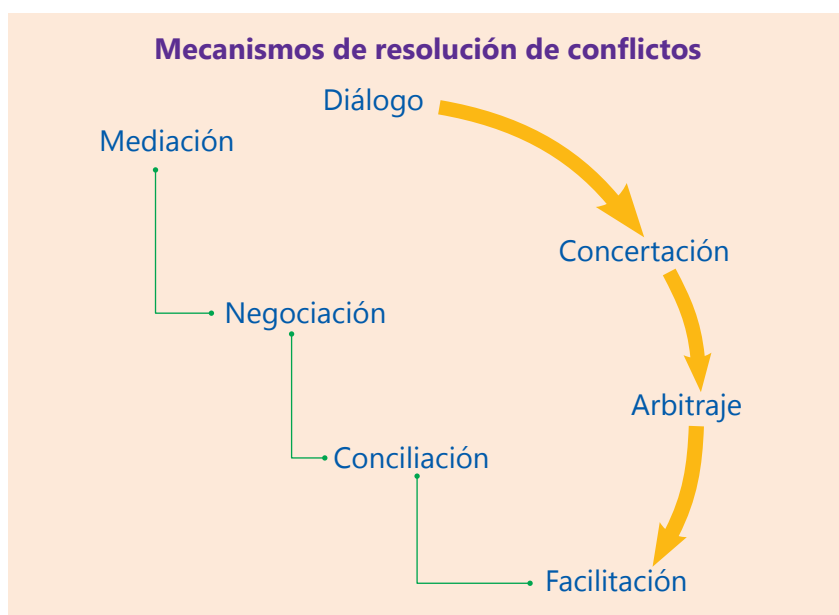 Mecanismos de resolución de conflictos
Diálogo
Mediación
Concertación
Negociación
Arbitraje
Conciliación
Facilitación